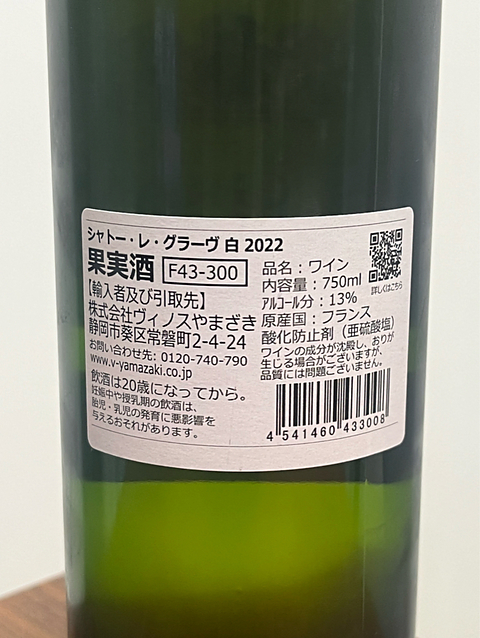 シャトー・レ・グラーヴ 白 2022
果実酒 F43-300
【輸入者及び引取先】
株式会社ヴィノスやまざき
静岡市葵区常磐町2-4-24
お問い合わせ先: 0120-740-790
www.v-yamazaki.co.jp
飲酒は20歳になってから。
妊娠中や授乳期の飲酒は、
胎児・乳児の発育に悪影響を
与えるおそれがあります。
品名：ワイン
内容量：750ml
アルコール分：13%
原産国：フランス
酸化防止剤（亜硫酸塩）
ワインの成分が沈殿し、おりが
生じる場合がございますが、
品質には問題ございません。
詳しくはこちら
4 541460 433008